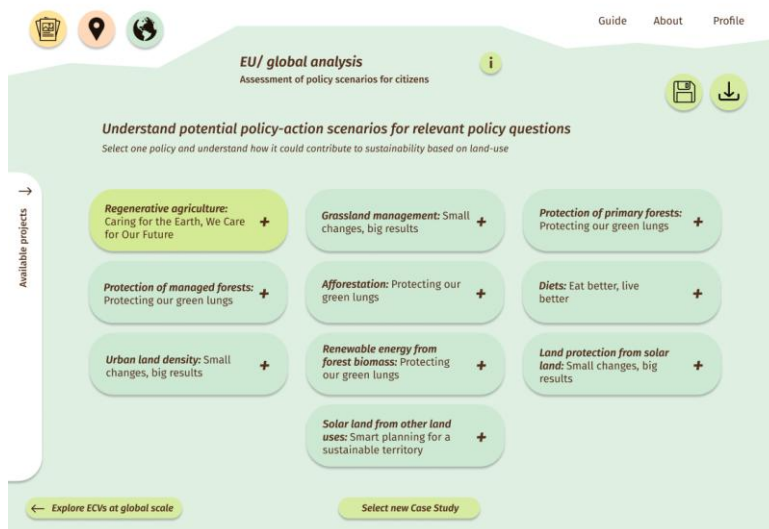 Guide About Profile
EU/ global analysis
i
Assessment of policy scenarios for citizens
Understand potential policy-action scenarios for relevant policy questions
Select one policy and understand how it could contribute to sustainability based on land-use
Available projects
Regenerative agriculture:
Caring for the Earth, We Care
for Our Future
+
Grassland management: Small
changes, big results
+
Protection of primary forests:
Protecting our green lungs
+
Protection of managed forests:
Protecting our green lungs
+
Afforestation: Protecting our
green lungs
+
Diets: Eat better, live
better
+
Urban land density: Small
changes, big results
+
Renewable energy from
forest biomass: Protecting
our green lungs
+
Land protection from solar
land: Small changes, big
results
+
Solar land from other land
uses: Smart planning for a
sustainable territory
+
Explore ECVs at global scale
Select new Case Study